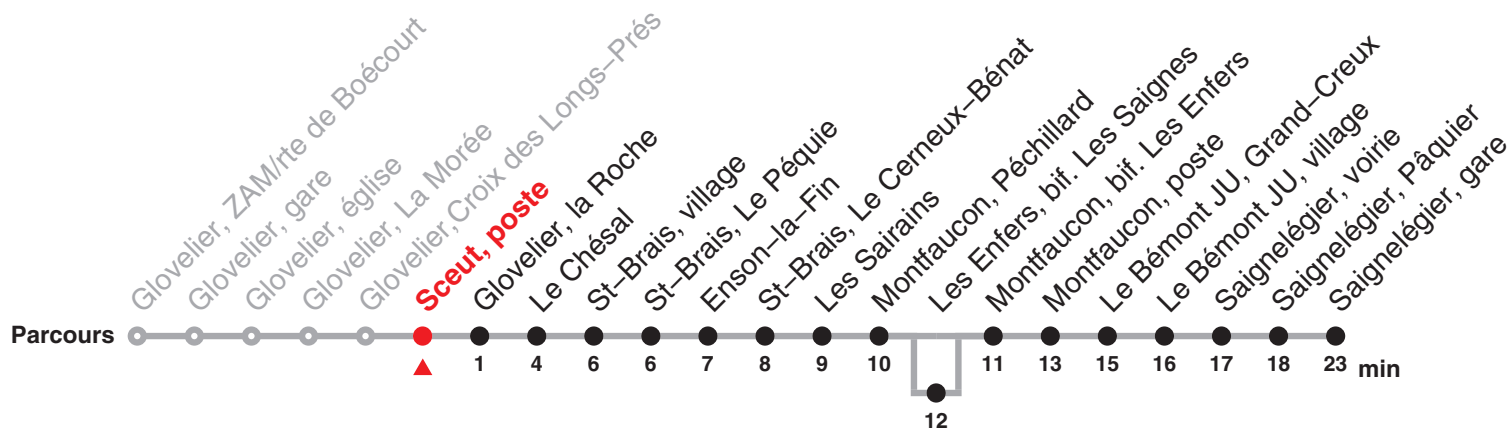 Glovelier, ZAM/rte de Boécourt
Glovelier, gare
Glovelier, église
Glovelier, La Morée
Glovelier, Croix des Longs–Prés
Sceut, poste
Glovelier, la Roche
Le Chésal
St–Brais, village
St–Brais, Le Péquie
Enson–la–Fin
St–Brais, Le Cerneux–Bénat
Les Sairains
Montfaucon, Péchillard
Les Enfers, bif. Les Saignes
Montfaucon, bif. Les Enfers
Montfaucon, poste
Le Bémont JU, Grand–Creux
Le Bémont JU, village
Saignelégier, voirie
Saignelégier, Pâquier
Saignelégier, gare
Parcours
1 4 6 6 7 8 9 10 11 13 15 16 17 18 23 min
12